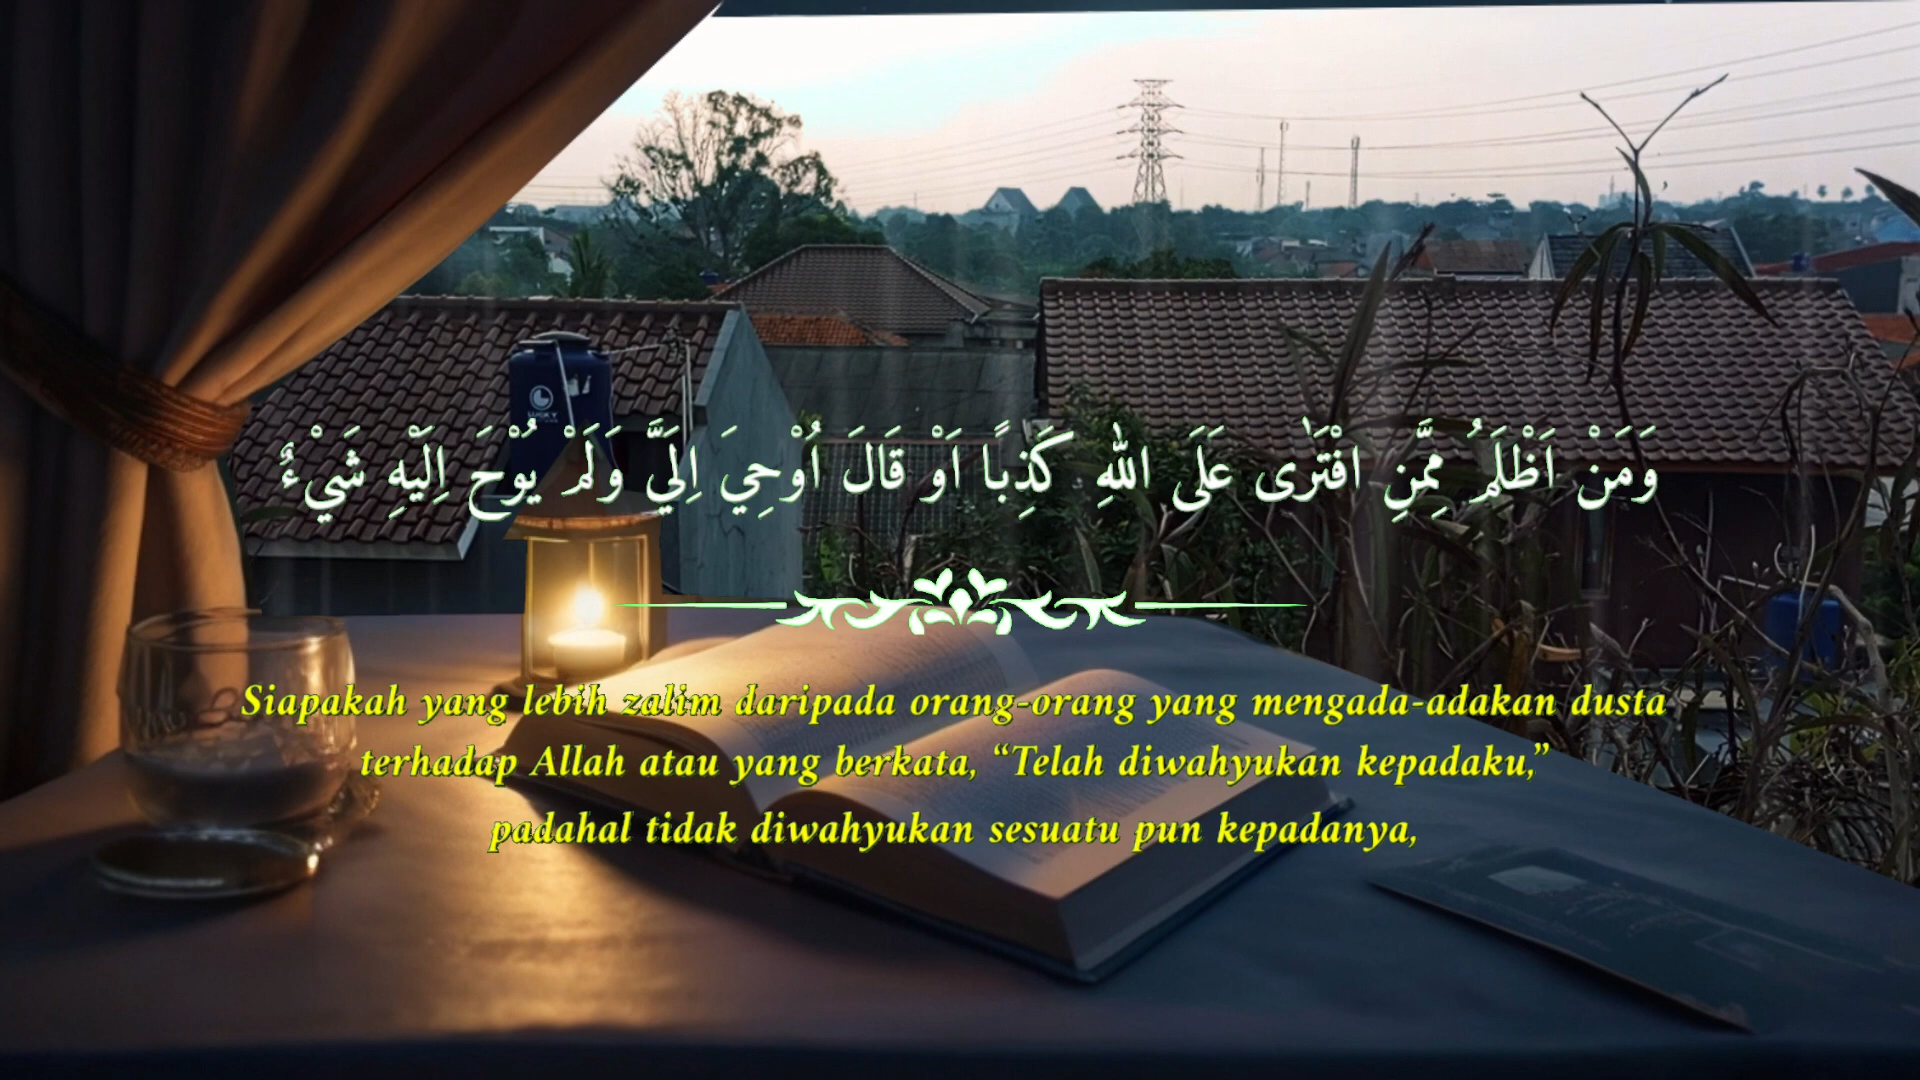 LUCKY
وَمَنْ اَظْلَمُ مِمَّنِ افْتَرٰى عَلَى اللّٰهِ كَذِبًا اَوْ قَالَ اُوْحِيَ اِلَيَّ وَلَمْ يُوْحَ اِلَيْهِ شَيْءٌ
Siapakah yang lebih zalim daripada orang-orang yang mengada-adakan dusta
terhadap Allah atau yang berkata, “Telah diwahyukan kepadaku,”
padahal tidak diwahyukan sesuatu pun kepadanya,